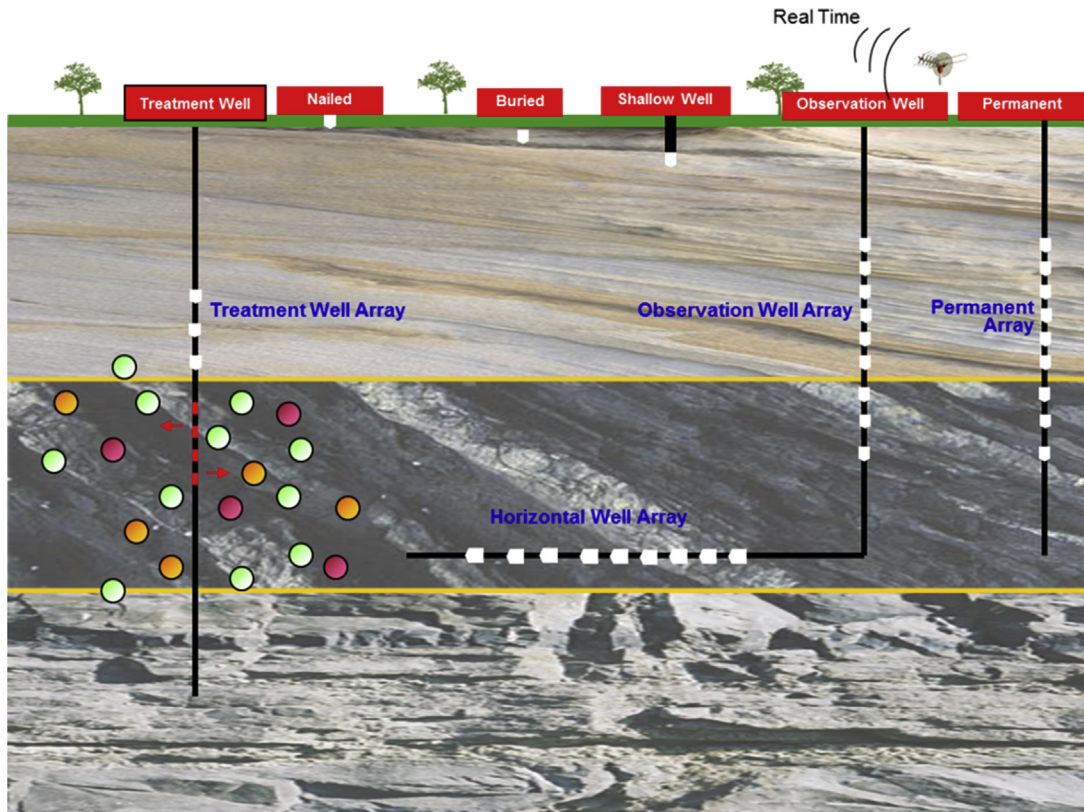 Real Time
Treatment Well
Nailed
Buried
Shallow Well
Observation Well
Permanent
Treatment Well Array
Observation Well Array
Permanant
Array
Horizontal Well Array